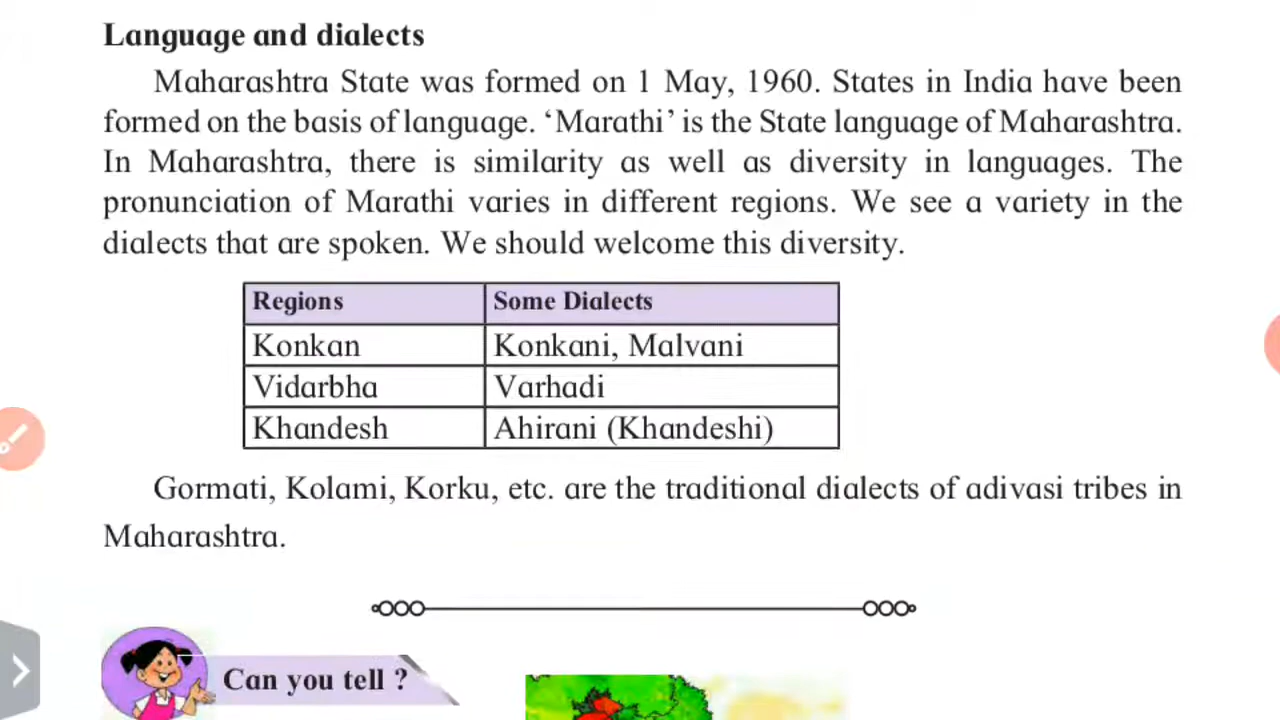 Language and dialects
Maharashtra State was formed on 1 May, 1960. States in India have been
formed on the basis of language. ‘Marathi’ is the State language of Maharashtra.
In Maharashtra, there is similarity as well as diversity in languages. The
pronunciation of Marathi varies in different regions. We see a variety in the
dialects that are spoken. We should welcome this diversity.
Regions Some Dialects
Konkan Konkani, Malvani
Vidarbha Varhadi
Khandesh Ahirani (Khandeshi)
Gormati, Kolami, Korku, etc. are the traditional dialects of adivasi tribes in
Maharashtra.
Can you tell ?